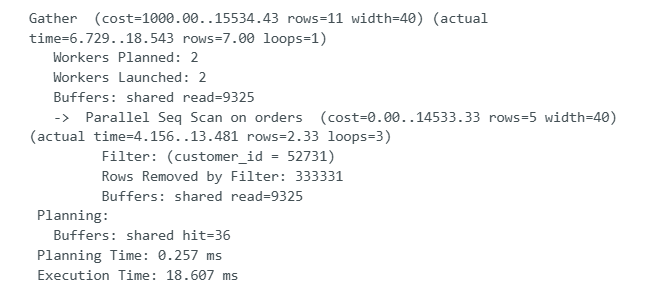 Gather  (cost=1000.00..15534.43 rows=11 width=40) (actual
time=6.729..18.543 rows=7.00 loops=1)
   Workers Planned: 2
   Workers Launched: 2
   Buffers: shared read=9325
   ->  Parallel Seq Scan on orders  (cost=0.00..14533.33 rows=5 width=40)
(actual time=4.156..13.481 rows=2.33 loops=3)
         Filter: (customer_id = 52731)
         Rows Removed by Filter: 333331
         Buffers: shared read=9325
 Planning:
   Buffers: shared hit=36
 Planning Time: 0.257 ms
 Execution Time: 18.607 ms